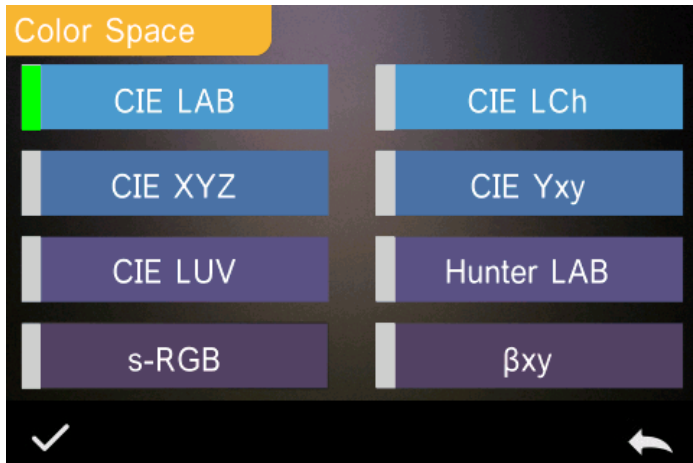 Color Space
CIE LAB
CIE LCh
CIE XYZ
CIE Yxy
CIE LUV
Hunter LAB
s-RGB
βxy